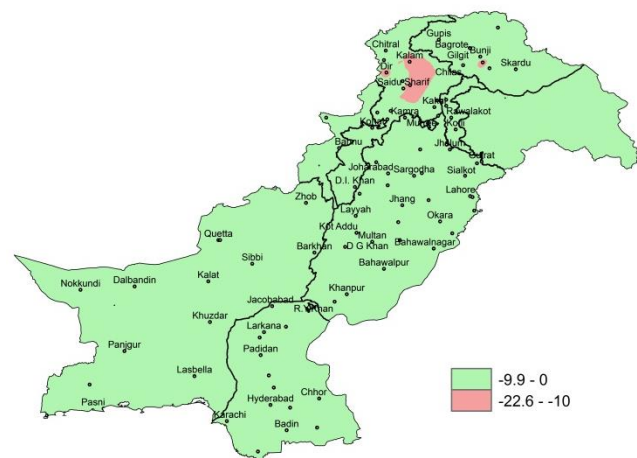 Gupis
Chitral
Bagrote
Kalam
Bunji
Gilgit
Dir
Chilas
Skardu
Saidu Sharif
Kakul
Kamra
Rawalakot
Kohat
Murree
Kotli
Bannu
Jhelum
Gujrat
Joharabad
Sargodha
Sialkot
D.I. Khan
Zhob
Jhang
Lahore
Layyah
Okara
Quetta
Kot Addu
Multan
Sibbi
Barkhan
D G Khan
Bahawalnagar
Kalat
Bahawalpur
Nokkundi
Dalbandin
Khanpur
Jacobabad
R.Y.Khan
Khuzdar
Larkana
Panjgur
Padidan
Lasbella
-9.9 - 0
-22.6 - -10
Pasni
Hyderabad
Chhor
Karachi
Badin